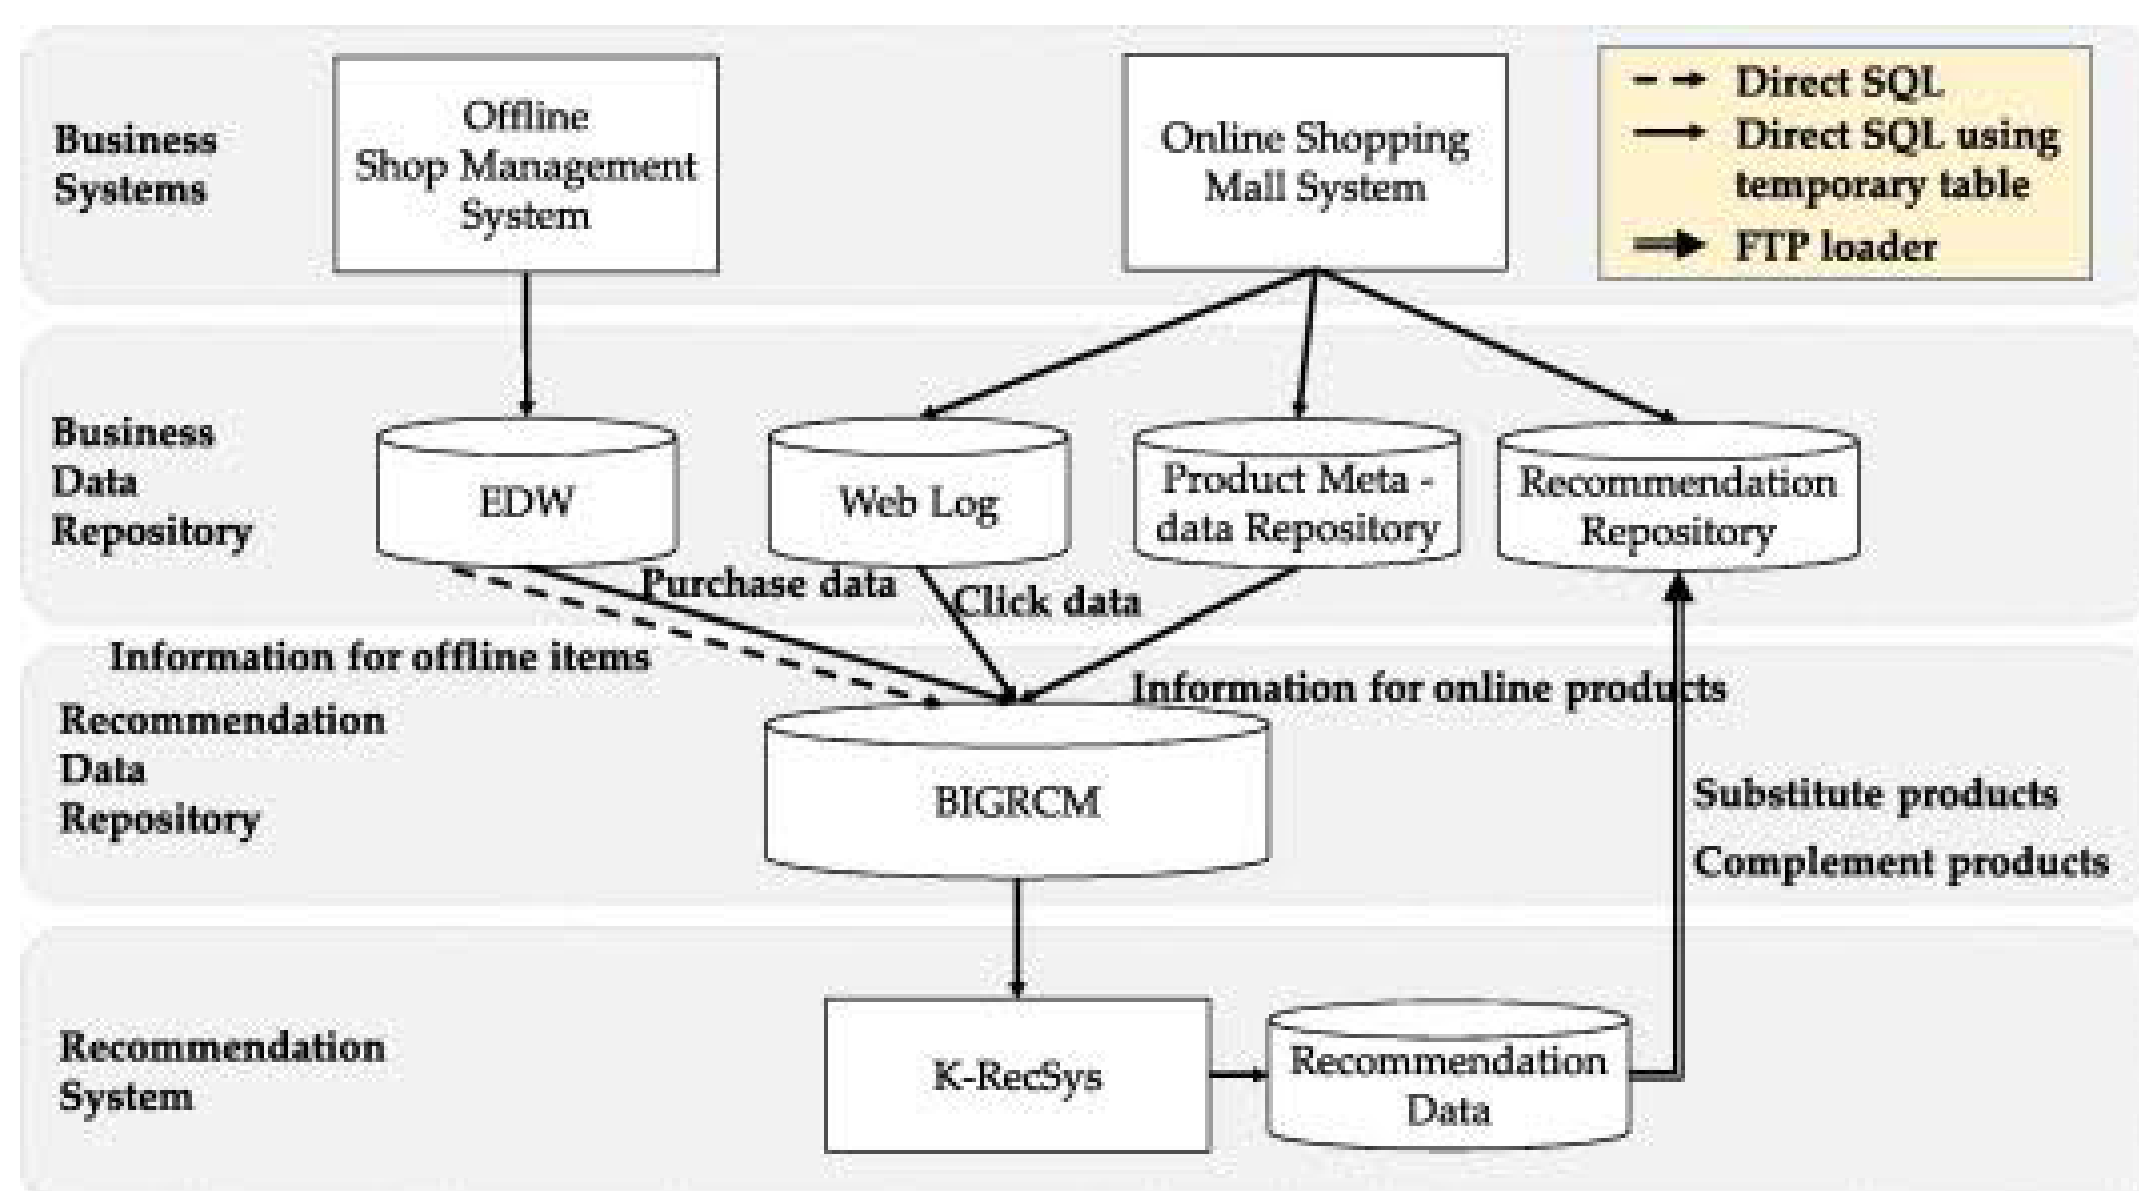 Business
Systems
Offline
Shop Management
System
Online Shopping
Mall System
Direct SQL
Direct SQL using
temporary table
FTP loader
Business
Data
Repository
EDW
Web Log
Product Meta -
data Repository
Recommendation
Repository
Purchase data
Click data
Information for offline items
Information for online products
Recommendation
Data
Repository
BIGRCM
Substitute products
Complement products
Recommendation
System
K-RecSys
Recommendation
Data